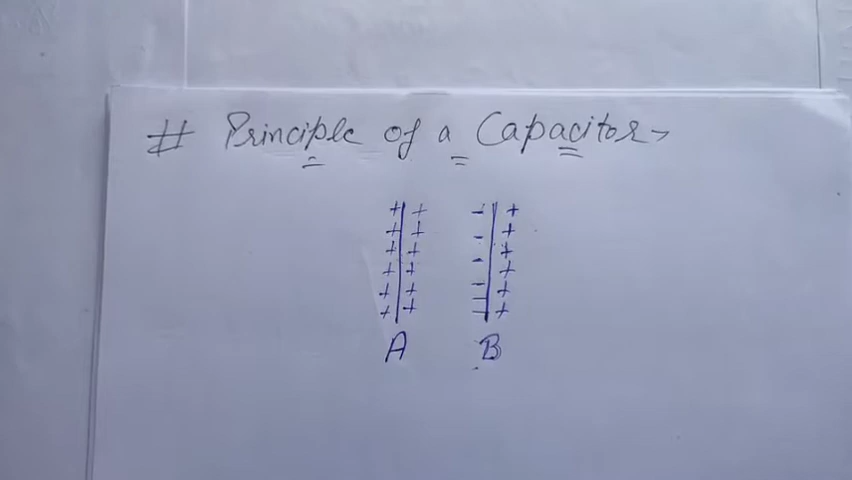 # Principle of a Capacitor→
+ + - +
+ + - +
+ + - +
+ + - +
+ + - +
+ + - +
A B